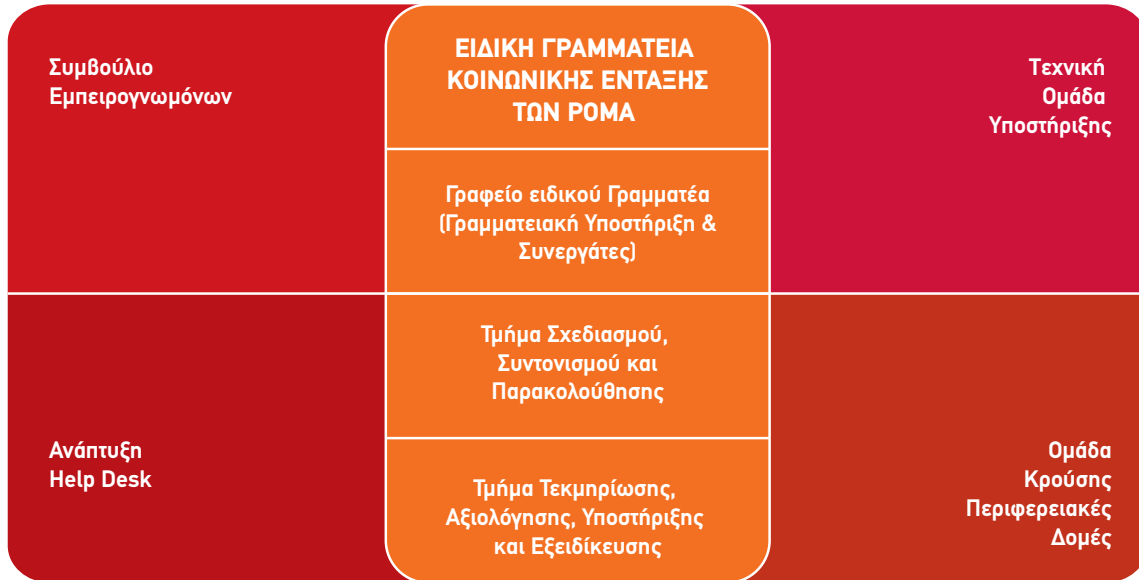 Συμβούλιο
Εμπειρογνωμόνων
ΕΙΔΙΚΗ ΓΡΑΜΜΑΤΕΙΑ
ΚΟΙΝΩΝΙΚΗΣ ΕΝΤΑΞΗΣ
ΤΩΝ ΡΟΜΑ
Τεχνική
Ομάδα
Υποστήριξης
Γραφείο ειδικού Γραμματέα
(Γραμματειακή Υποστήριξη &
Συνεργάτες)
Τμήμα Σχεδιασμού,
Συντονισμού και
Παρακολούθησης
Ανάπτυξη
Help Desk
Τμήμα Τεκμηρίωσης,
Αξιολόγησης, Υποστήριξης
και Εξειδίκευσης
Ομάδα
Κρούσης
Περιφερειακές
Δομές